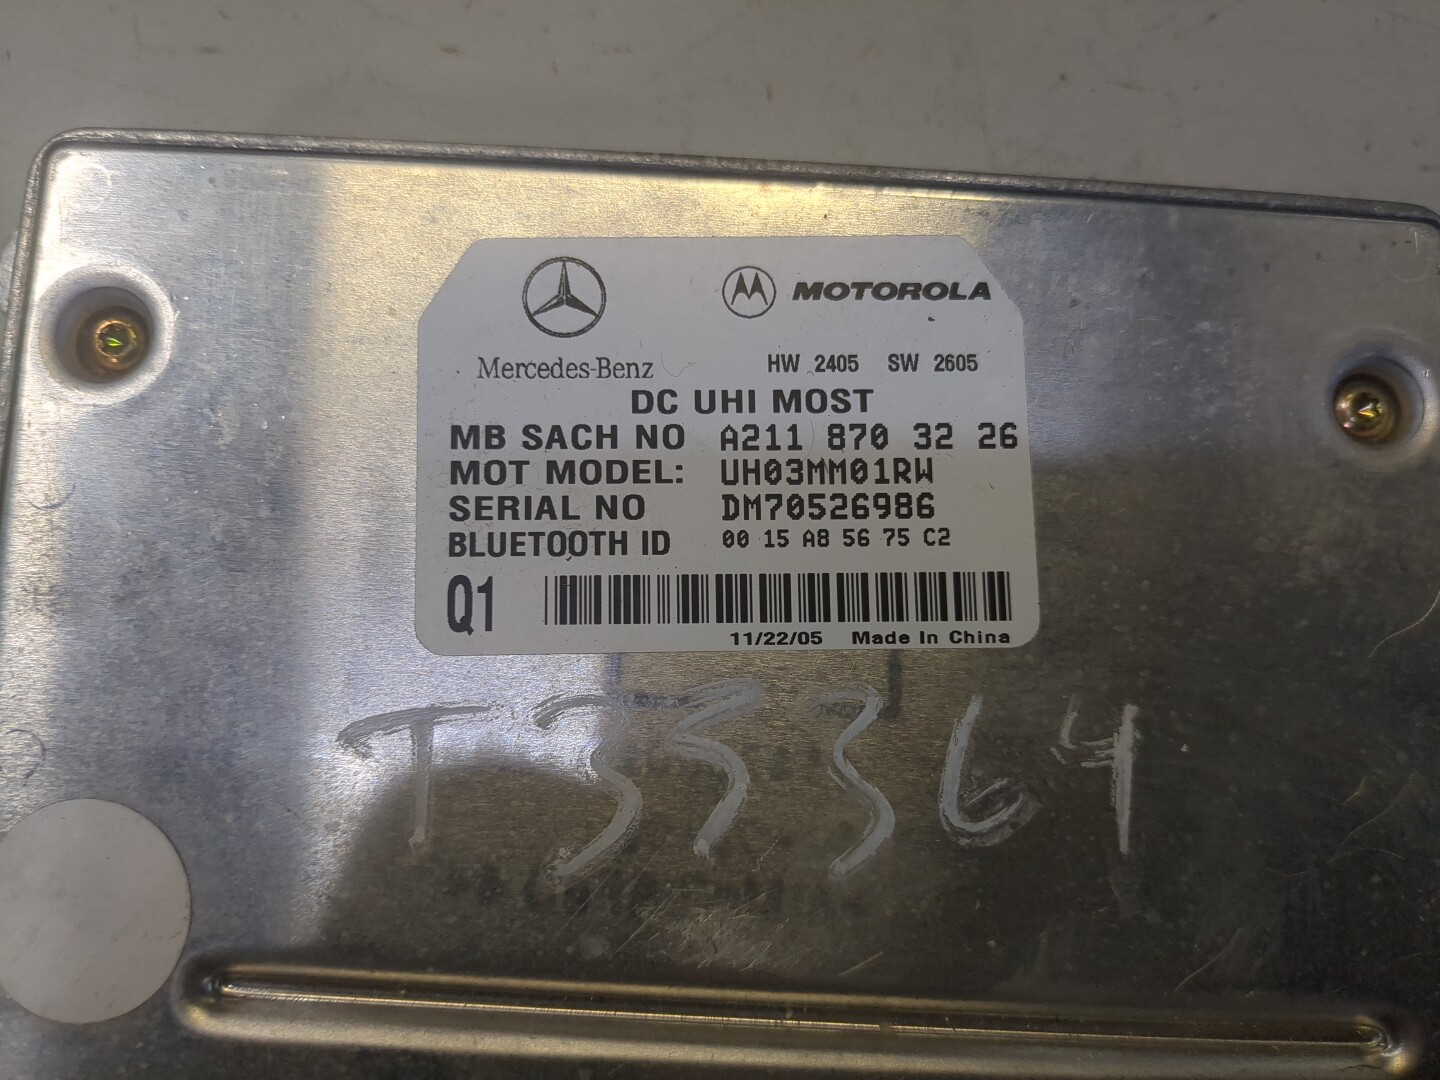 MOTOROLA
Mercedes-Benz HW 2405 SW 2605
DC UHI MOST
MB SACH NO A211 870 32 26
MOT MODEL: UH03MM01RW
SERIAL NO DM70526986
BLUETOOTH ID 00 15 A8 56 75 C2
Q1
11/22/05 Made In China
T35364